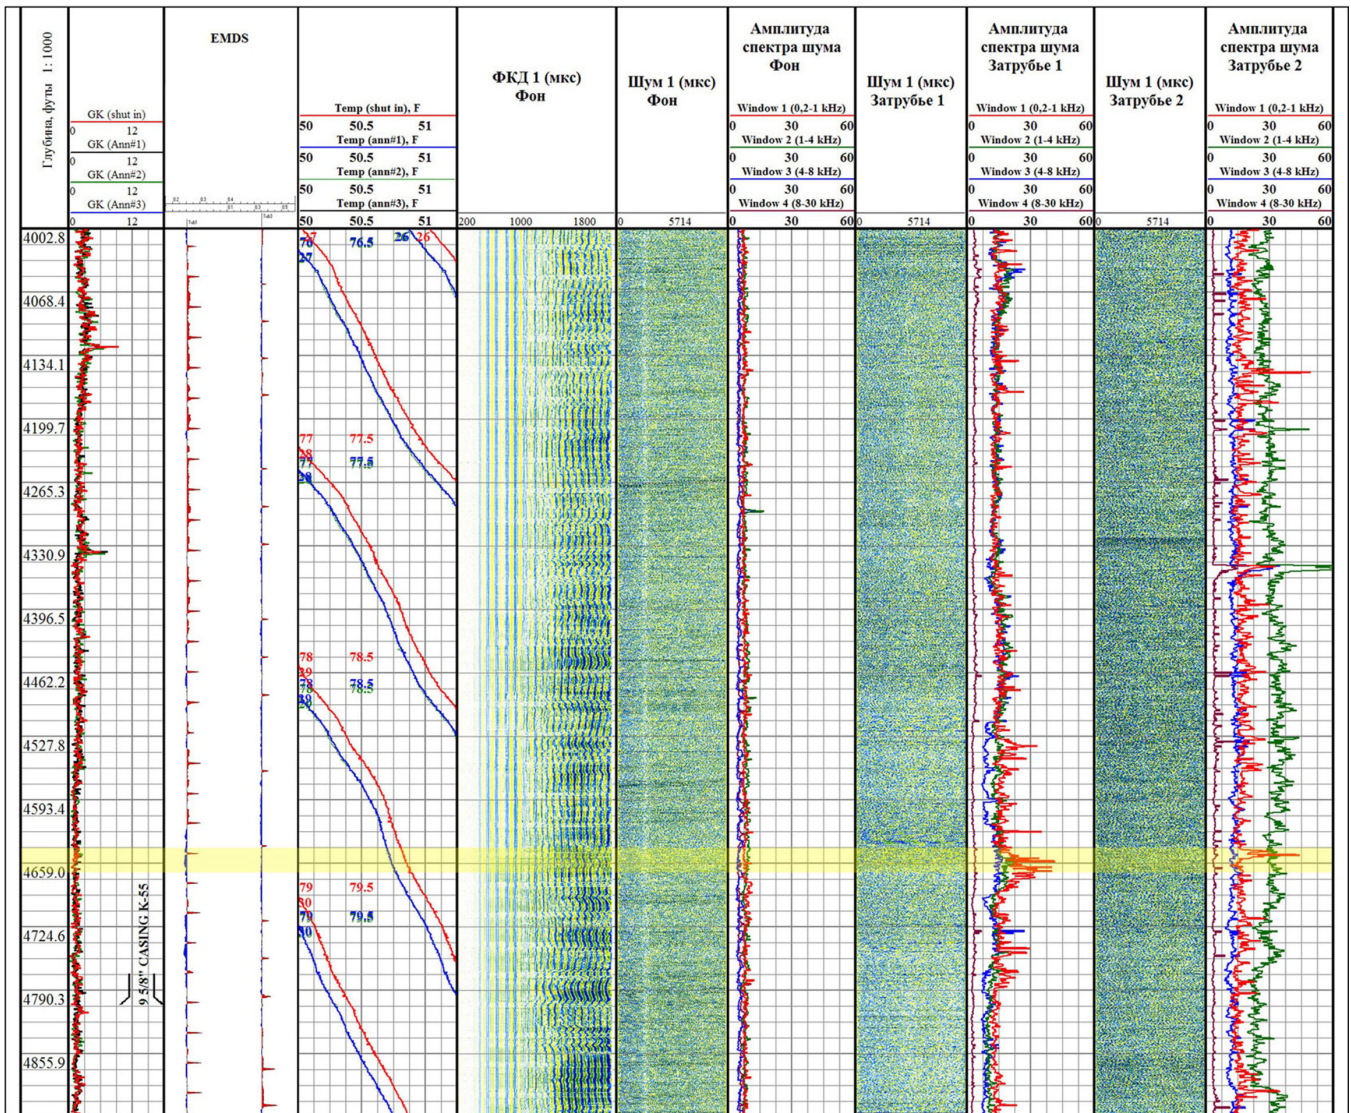 Глубина, футы 1: 1000
GK (shut in)
0 12
GK (Ann#1)
0 12
GK (Ann#2)
0 12
GK (Ann#3)
0 12
EMDS
Temp (shut in), F
50 50.5 51
Temp (ann#1), F
50 50.5 51
Temp (ann#2), F
50 50.5 51
Temp (ann#3), F
50 50.5 51
ФКД 1 (мкс)
Фон
200 1000 1800
Шум 1 (мкс)
Фон
0 5714
Амплитуда
спектра шума
Фон
Window 1 (0,2-1 kHz)
0 30 60
Window 2 (1-4 kHz)
0 30 60
Window 3 (4-8 kHz)
0 30 60
Window 4 (8-30 kHz)
0 30 60
Шум 1 (мкс)
Затрубье 1
0 5714
Амплитуда
спектра шума
Затрубье 1
Window 1 (0,2-1 kHz)
0 30 60
Window 2 (1-4 kHz)
0 30 60
Window 3 (4-8 kHz)
0 30 60
Window 4 (8-30 kHz)
0 30 60
Шум 1 (мкс)
Затрубье 2
0 5714
Амплитуда
спектра шума
Затрубье 2
Window 1 (0,2-1 kHz)
0 30 60
Window 2 (1-4 kHz)
0 30 60
Window 3 (4-8 kHz)
0 30 60
Window 4 (8-30 kHz)
0 30 60
4002.8
76.5 26 26
27
4068.4
4134.1
4199.7
77 77.5
28
77 77.5
28
4265.3
4330.9
4396.5
78 78.5
4462.2
78 78.5
78.5
4527.8
4593.4
4659.0
79 79.5
79 79.5
4724.6
4790.3
4855.9
9 5/8" CASING K-55